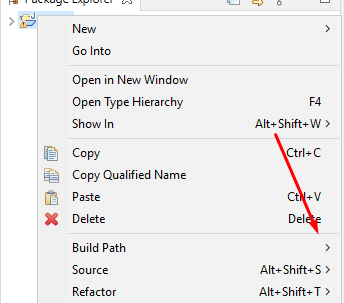 Package Explorer
New
Go Into
Open in New Window
Open Type Hierarchy F4
Show In Alt+Shift+W
Copy Ctrl+C
Copy Qualified Name
Paste Ctrl+V
Delete Delete
Build Path
Source Alt+Shift+S
Refactor Alt+Shift+T